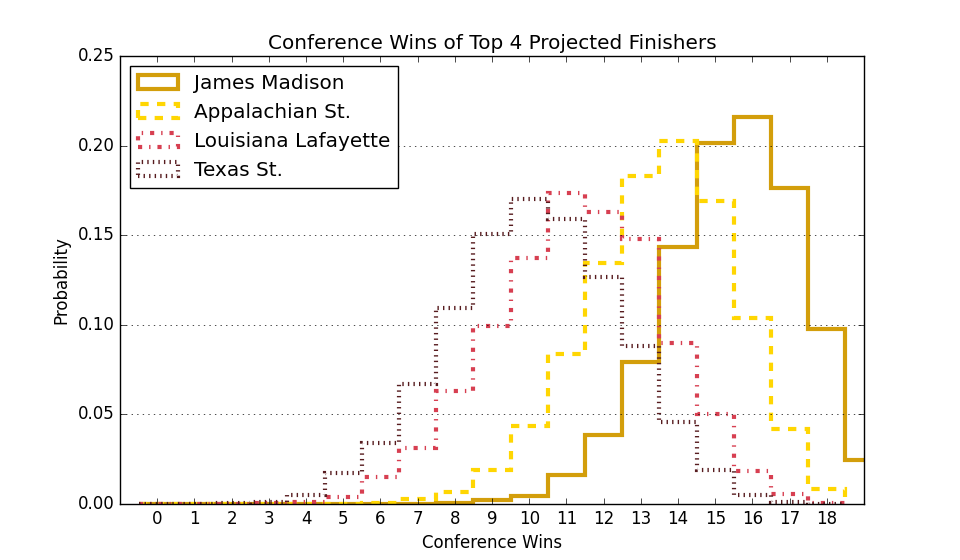 Conference Wins of Top 4 Projected Finishers
0.25
James Madison
Appalachian St.
Louisiana Lafayette
Texas St.
0.20
0.15
Probability
0.10
0.05
0.00
0 1 2 3 4 5 6 7 8 9 10 11 12 13 14 15 16 17 18
Conference Wins